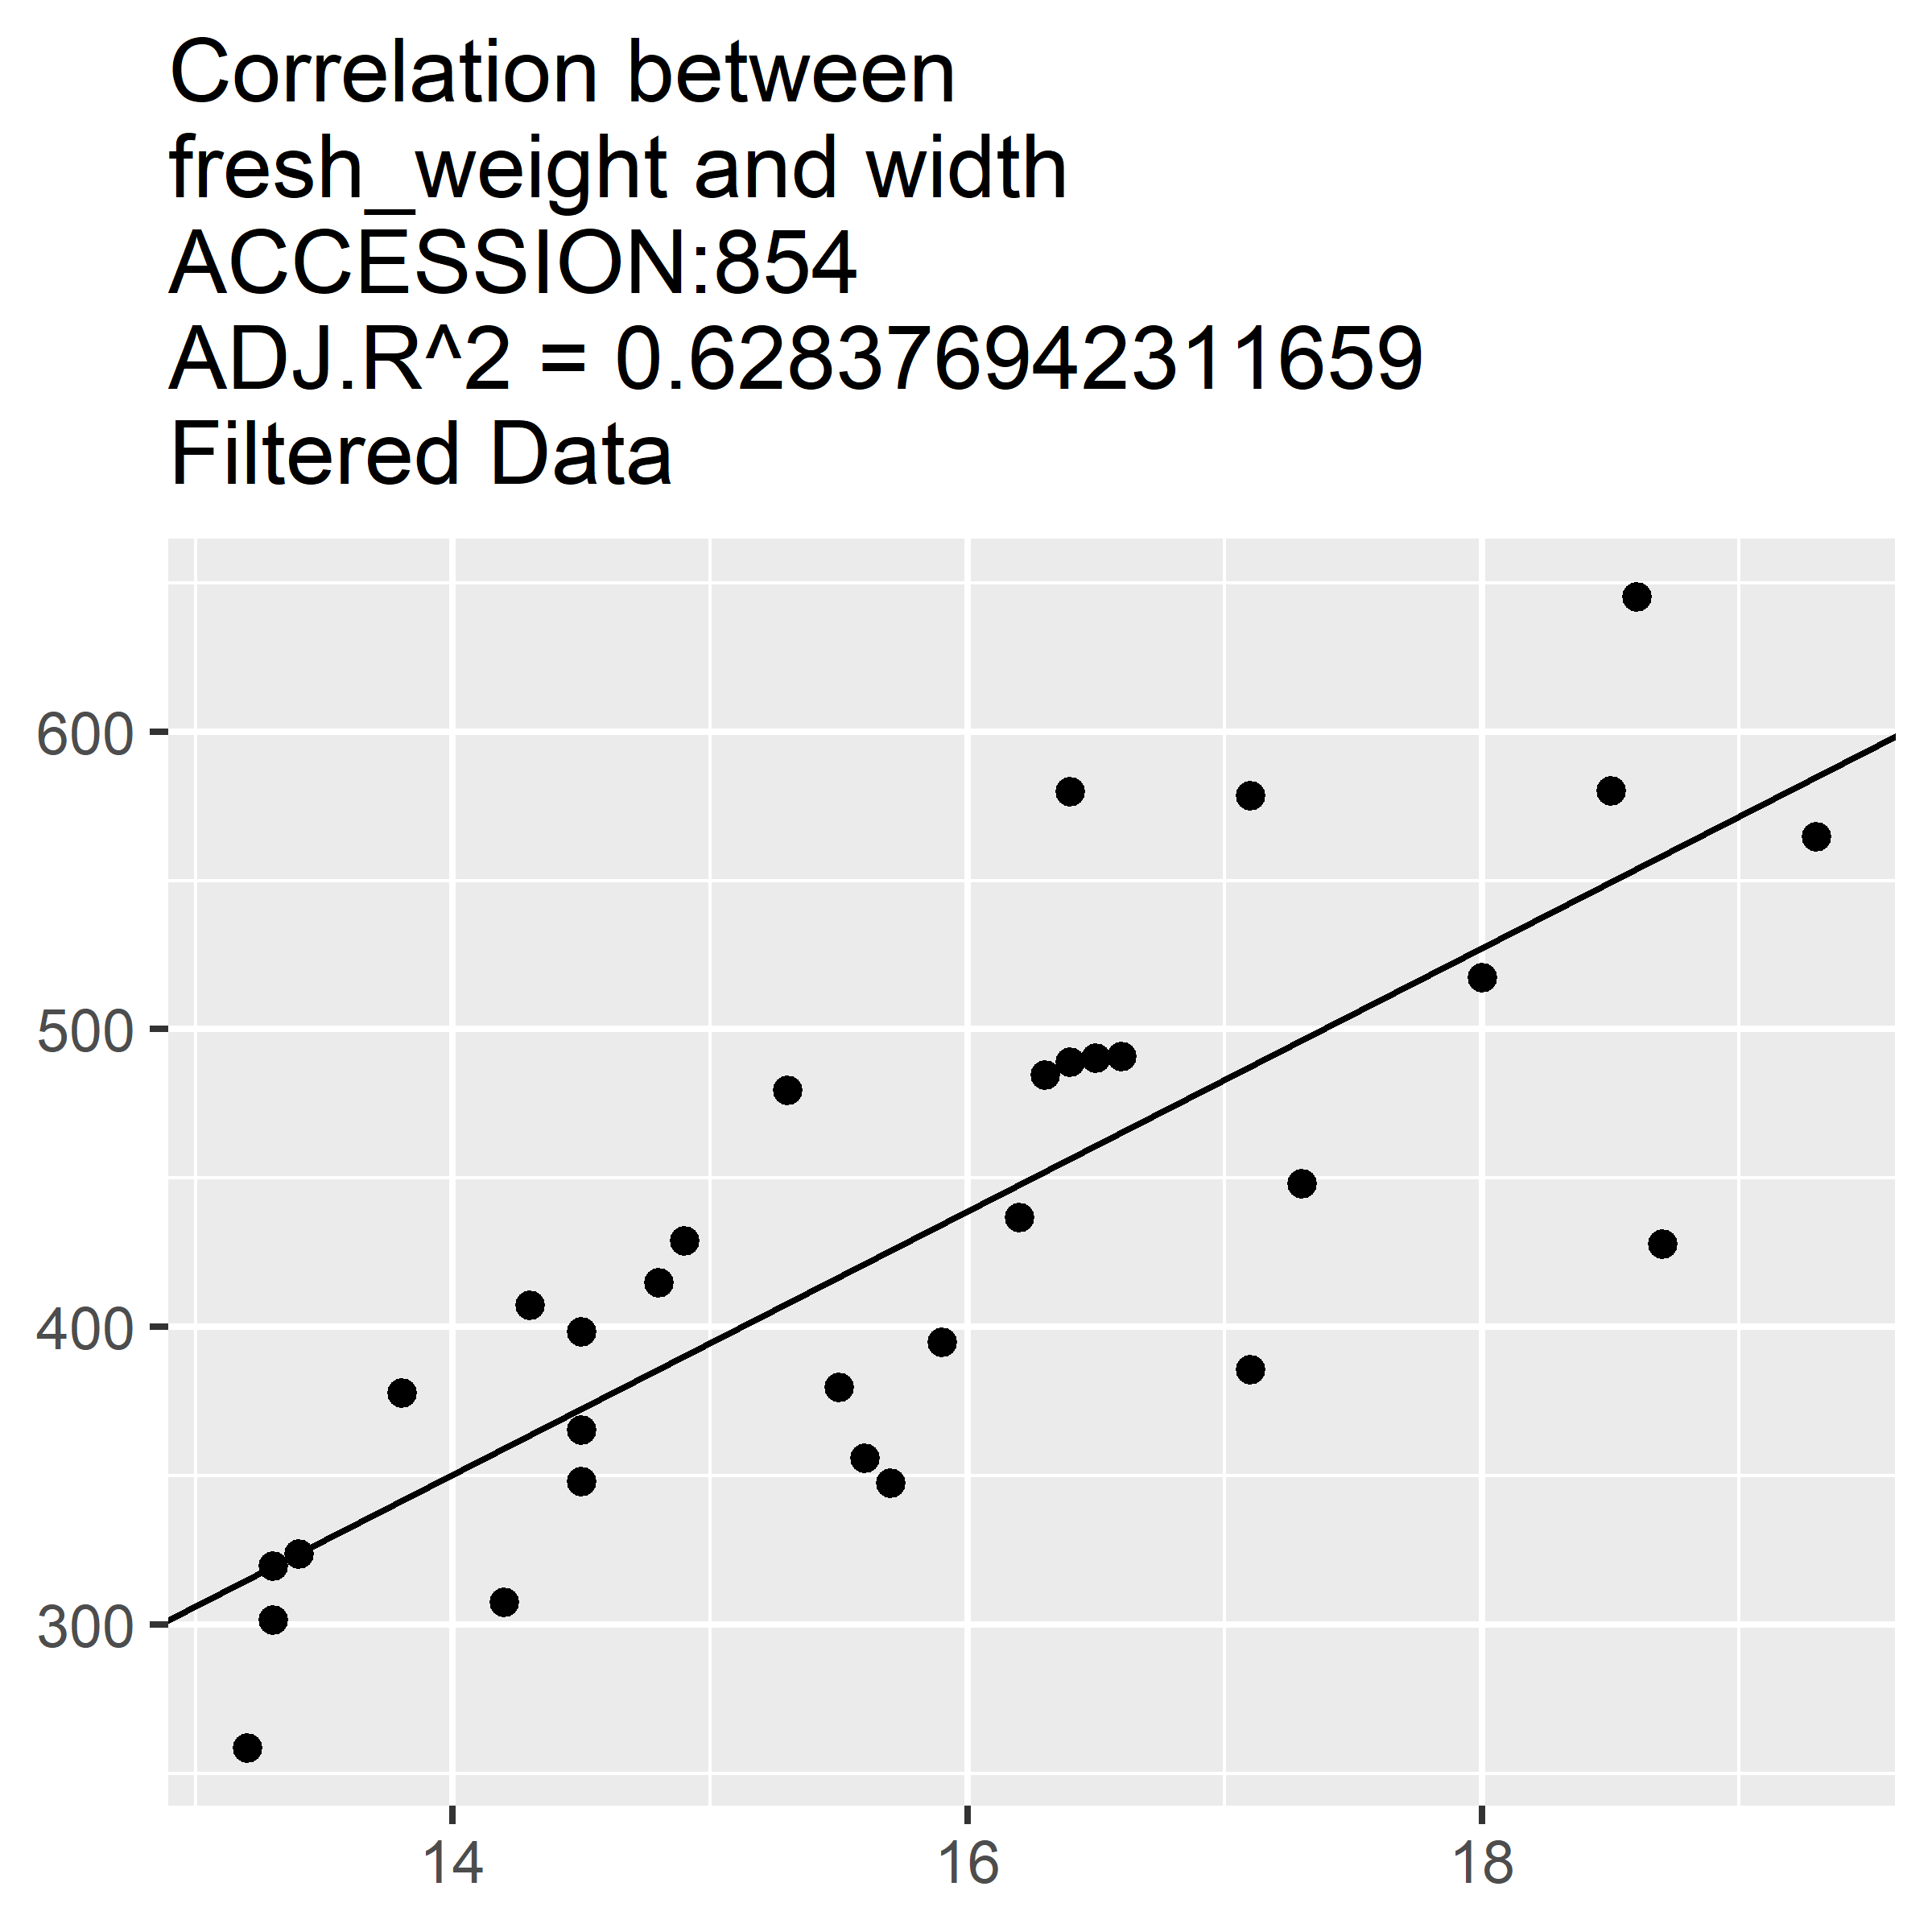 Correlation between
fresh_weight and width
ACCESSION:854
ADJ.R^2 = 0.628376942311659
Filtered Data
600
500
400
300
14 16 18